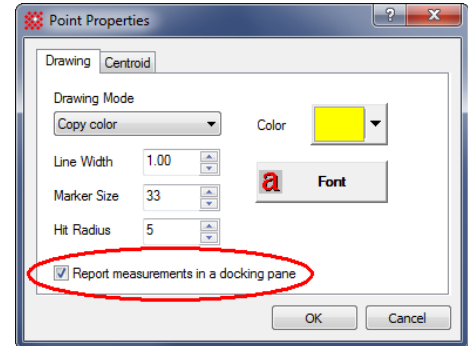 Point Properties
Drawing Centroid
Drawing Mode
Copy color
Color
Line Width 1.00
a Font
Marker Size 33
Hit Radius 5
Report measurements in a docking pane
OK Cancel